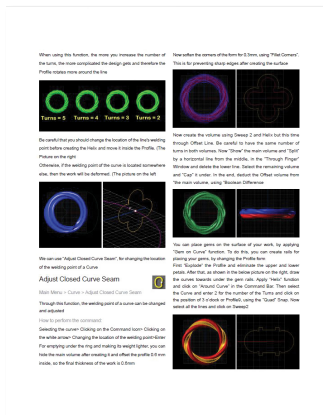 When using this function, the more you increase the number of
the turns, the more complicated the design gets and therefore the
Profile rotates more around the line
Turns = 5
Turns = 4
Turns = 3
Turns = 2
Be careful that you should change the location of the line's welding
point before creating the Helix and move it inside the Profile. (The
Picture on the right
Otherwise, if the welding point of the curve is located somewhere
else, then the work will be deformed. (The picture on the left
We can use "Adjust Closed Curve Seam", for changing the location
of the welding point of a Curve.
Adjust Closed Curve Seam
Main Menu > Curve > Adjust Closed Curve Seam
Through this function, the welding point of a curve can be changed
and adjusted
How to perform the command:
Selecting the curve> Clicking on the Command Icon> Clicking on
the white arrow> Changing the location of the welding point>Enter
For emptying under the ring and making its weight lighter, you can
hide the main volume after creating it and offset the profile 0.6 mm
inside, so the final thickness of the work is 0.6mm
Now soften the corners of the form for 0.3mm, using "Fillet Corners".
This is for preventing sharp edges after creating the surface
Now create the volume using Sweep 2 and Helix but this time
through Offset Line. Be careful to have the same number of
turns in both volumes. Now "Show" the main volume and "Split"
by a horizontal line from the middle, in the "Through Finger"
Window and delete the lower line. Select the remaining volume
and "Cap" it under. In the end, deduct the Offset volume from
"the main volume, using "Boolean Difference
You can place gems on the surface of your work, by applying
"Gem on Curve" function. To do this, you can create rails for
placing your gems, by changing the Profile form
First "Explode" the Profile and eliminate the upper and lower
petals. After that, as shown in the below picture on the right, draw
the curves towards under the gem rails. Apply "Helix" function
and click on "Around Curve" in the Command Bar. Then select
the Curve and enter 2 for the number of the Turns and click on
the position of 3 o'clock or Profile2, using the "Quad" Snap. Now
select all the lines and click on Sweep2